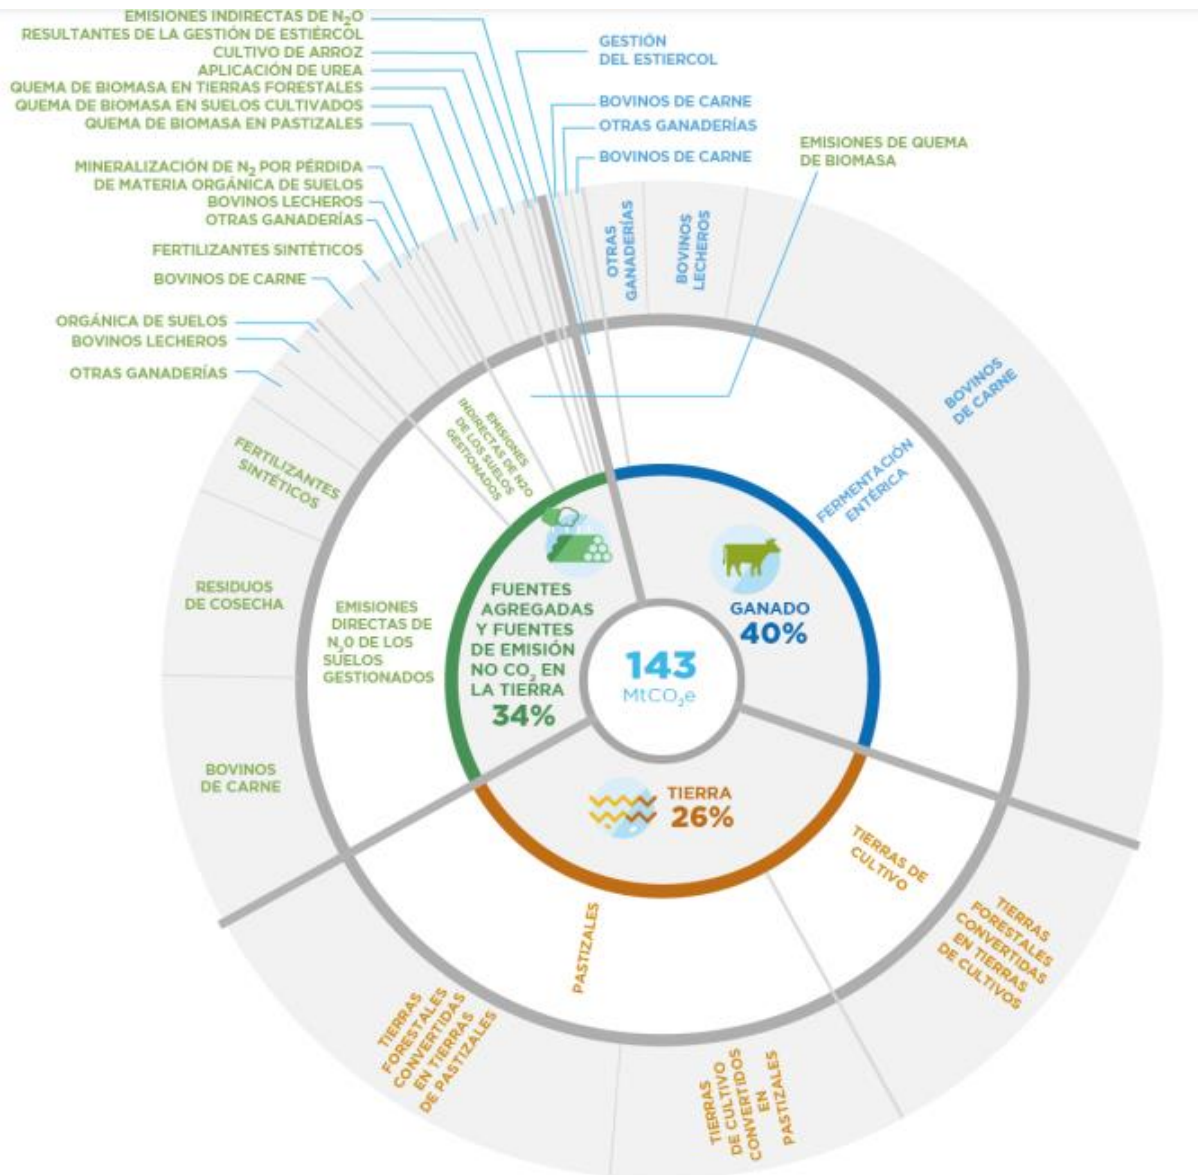 EMISIONES INDIRECTAS DE N₂O
RESULTANTES DE LA GESTIÓN DE ESTIÉRCOL
CULTIVO DE ARROZ
APLICACIÓN DE UREA
QUEMA DE BIOMASA EN TIERRAS FORESTALES
QUEMA DE BIOMASA EN SUELOS CULTIVADOS
QUEMA DE BIOMASA EN PASTIZALES
MINERALIZACIÓN DE N₂ POR PÉRDIDA
DE MATERIA ORGÁNICA DE SUELOS
BOVINOS LECHEROS
OTRAS GANADERÍAS
FERTILIZANTES SINTÉTICOS
BOVINOS DE CARNE
ORGÁNICA DE SUELOS
BOVINOS LECHEROS
OTRAS GANADERÍAS
FERTILIZANTES
SINTÉTICOS
RESIDUOS
DE COSECHA
BOVINOS
DE CARNE
GESTIÓN
DEL ESTIERCOL
BOVINOS DE CARNE
OTRAS GANADERÍAS
BOVINOS DE CARNE
EMISIONES DE QUEMA
DE BIOMASA
OTRAS
GANADERÍAS
BOVINOS
LECHEROS
BOVINOS
DE CARNE
FERMENTACIÓN
ENTÉRICA
EMISIONES
INDIRECTAS DE N2O
DE LOS SUELOS
GESTIONADOS
EMISIONES
DIRECTAS DE
N₂0 DE LOS
SUELOS
GESTIONADOS
FUENTES
AGREGADAS
Y FUENTES
DE EMISIÓN
NO CO₂ EN
LA TIERRA
34%
GANADO
40%
143
MtCO₂e
TIERRA
26%
TIERRAS DE
CULTIVO
PASTIZALES
TIERRAS
FORESTALES
CONVERTIDAS
EN TIERRAS
DE CULTIVOS
TIERRAS
FORESTALES
CONVERTIDAS
EN TIERRAS
DE PASTIZALES
TIERRAS
DE CULTIVO
CONVERTIDOS
EN
PASTIZALES